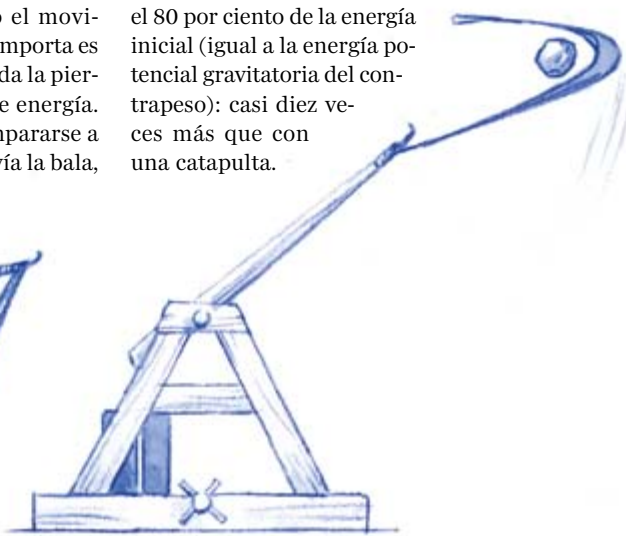 o el movi-
mporta es
da la pier-
e energía.
mpararse a
vía la bala,
el 80 por ciento de la energía
inicial (igual a la energía po-
tencial gravitatoria del con-
trapeso): casi diez ve-
ces más que con
una catapulta.